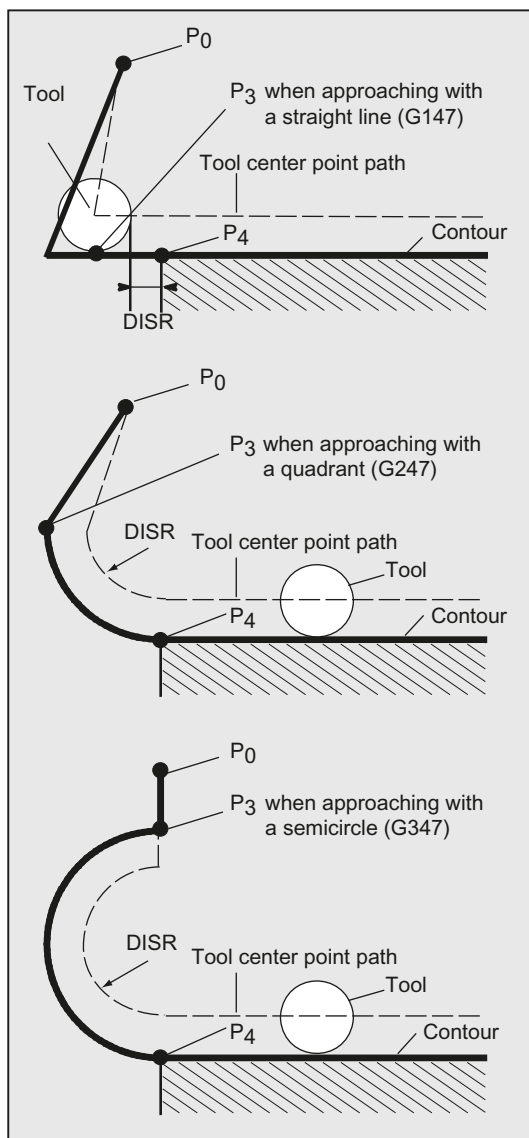 P0
Tool
P3 when approaching with
a straight line (G147)
Tool center point path
P4
Contour
DISR
P0
P3 when approaching with
a quadrant (G247)
DISR
Tool center point path
Tool
P4
Contour
P0
P3 when approaching with
a semicircle (G347)
DISR
Tool center point path
Tool
P4
Contour